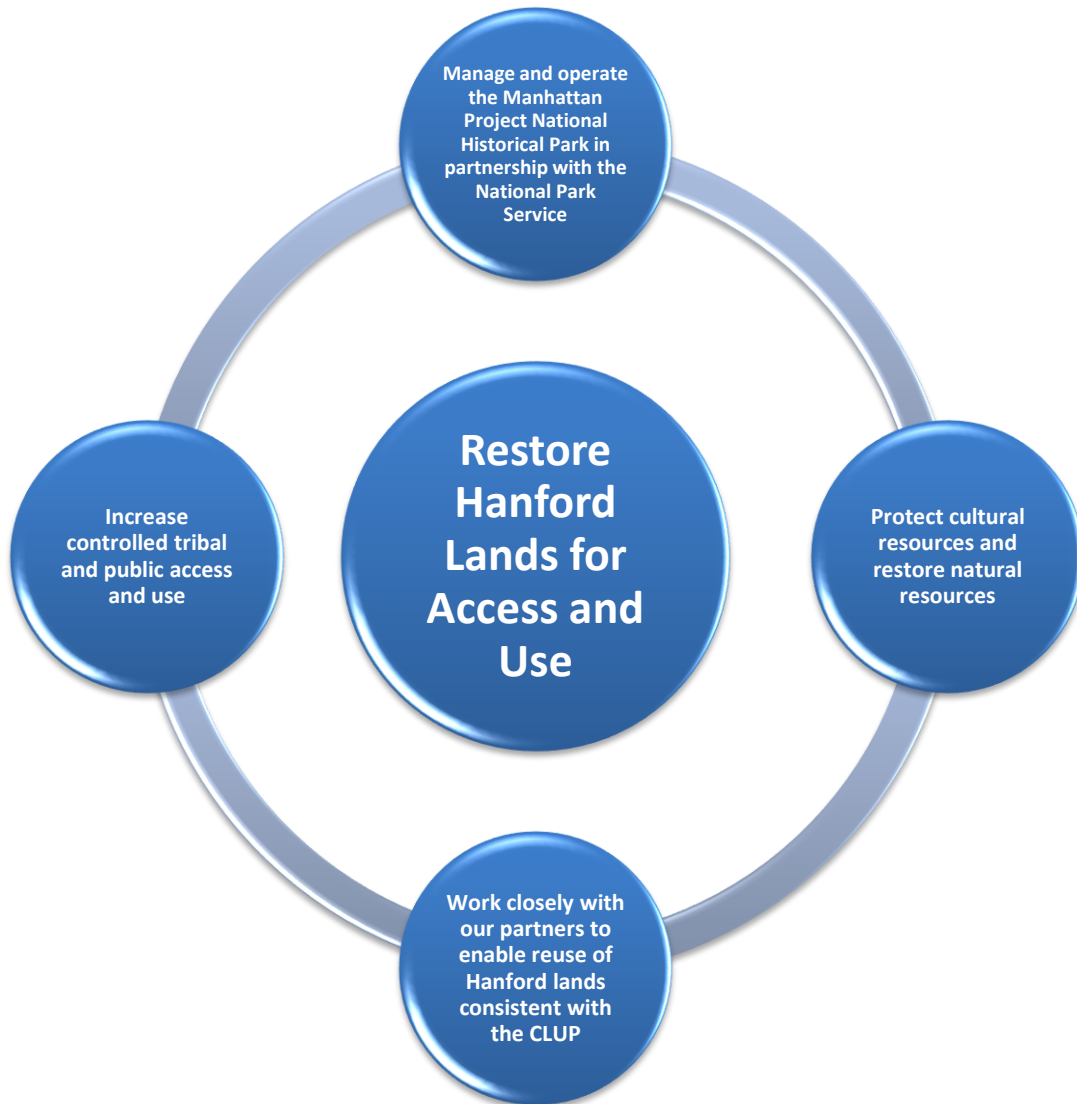 Manage and operate
the Manhattan
Project National
Historical Park in
partnership with the
National Park
Service
Restore
Hanford
Lands for
Access and
Use
Increase
controlled tribal
and public access
and use
Protect cultural
resources and
restore natural
resources
Work closely with
our partners to
enable reuse of
Hanford lands
consistent with
the CLUP